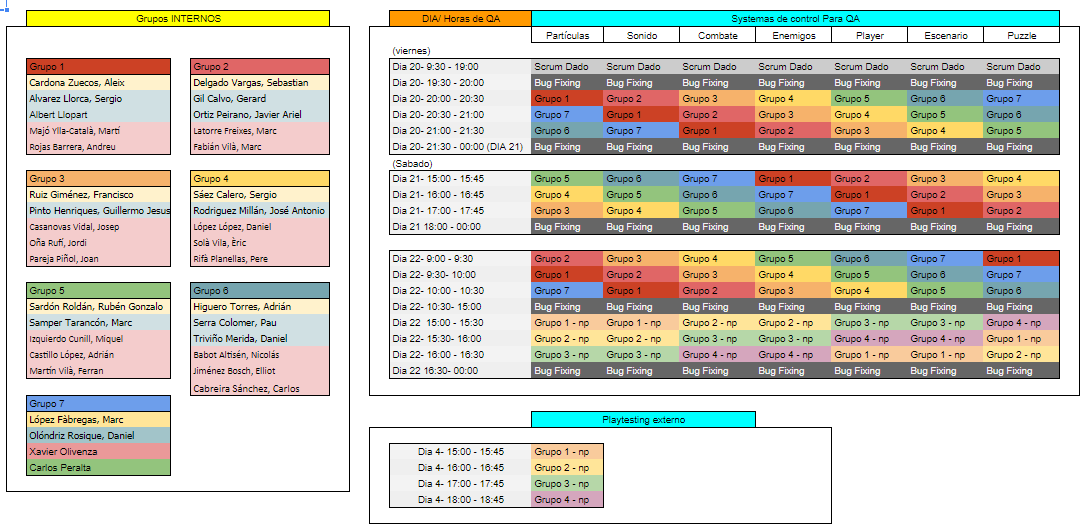 Grupos INTERNOS
Grupo 1
Cardona Zuecos, Aleix
Alvarez Llorca, Sergio
Albert Llopart
Majó Ylla-Català, Martí
Rojas Barrera, Andreu
Grupo 2
Delgado Vargas, Sebastian
Gil Calvo, Gerard
Ortiz Peirano, Javier Ariel
Latorre Freixes, Marc
Fabián Vilà, Marc
Grupo 3
Ruiz Giménez, Francisco
Pinto Henriques, Guillermo Jesus
Casanovas Vidal, Josep
Oña Rufí, Jordi
Pareja Piñol, Joan
Grupo 4
Sáez Calero, Sergio
Rodriguez Millán, José Antonio
López López, Daniel
Solà Vila, Èric
Rifà Planellas, Pere
Grupo 5
Sardón Roldán, Rubén Gonzalo
Samper Tarancón, Marc
Izquierdo Cunill, Miquel
Castillo López, Adrián
Martín Vilà, Ferran
Grupo 6
Higuero Torres, Adrián
Serra Colomer, Pau
Triviño Merida, Daniel
Babot Altisén, Nicolás
Jiménez Bosch, Elliot
Cabreira Sánchez, Carlos
Grupo 7
López Fàbregas, Marc
Olóndriz Rosique, Daniel
Xavier Olivenza
Carlos Peralta
DIA/ Horas de QA Systemas de control Para QA
Partículas Sonido Combate Enemigos Player Escenario Puzzle
(viernes)
Dia 20- 9:30 - 19:00 Scrum Dado Scrum Dado Scrum Dado Scrum Dado Scrum Dado Scrum Dado Scrum Dado
Dia 20- 19:30 - 20:00 Bug Fixing Bug Fixing Bug Fixing Bug Fixing Bug Fixing Bug Fixing Bug Fixing
Dia 20- 20:00 - 20:30 Grupo 1 Grupo 2 Grupo 3 Grupo 4 Grupo 5 Grupo 6 Grupo 7
Dia 20- 20:30 - 21:00 Grupo 7 Grupo 1 Grupo 2 Grupo 3 Grupo 4 Grupo 5 Grupo 6
Dia 20- 21:00 - 21:30 Grupo 6 Grupo 7 Grupo 1 Grupo 2 Grupo 3 Grupo 4 Grupo 5
Dia 20- 21:30 - 00:00 (DIA 21) Bug Fixing Bug Fixing Bug Fixing Bug Fixing Bug Fixing Bug Fixing Bug Fixing
(Sabado)
Dia 21- 15:00 - 15:45 Grupo 5 Grupo 6 Grupo 7 Grupo 1 Grupo 2 Grupo 3 Grupo 4
Dia 21- 16:00 - 16:45 Grupo 4 Grupo 5 Grupo 6 Grupo 7 Grupo 1 Grupo 2 Grupo 3
Dia 21- 17:00 - 17:45 Grupo 3 Grupo 4 Grupo 5 Grupo 6 Grupo 7 Grupo 1 Grupo 2
Dia 21 18:00 - 00:00 Bug Fixing Bug Fixing Bug Fixing Bug Fixing Bug Fixing Bug Fixing Bug Fixing
Dia 22- 9:00 - 9:30 Grupo 2 Grupo 3 Grupo 4 Grupo 5 Grupo 6 Grupo 7 Grupo 1
Dia 22- 9:30- 10:00 Grupo 1 Grupo 2 Grupo 3 Grupo 4 Grupo 5 Grupo 6 Grupo 7
Dia 22- 10:00 - 10:30 Grupo 7 Grupo 1 Grupo 2 Grupo 3 Grupo 4 Grupo 5 Grupo 6
Dia 22- 10:30- 15:00 Bug Fixing Bug Fixing Bug Fixing Bug Fixing Bug Fixing Bug Fixing Bug Fixing
Dia 22 15:00 - 15:30 Grupo 1 - np Grupo 1 - np Grupo 2 - np Grupo 2 - np Grupo 3 - np Grupo 3 - np Grupo 4 - np
Dia 22- 15:30- 16:00 Grupo 2 - np Grupo 2 - np Grupo 3 - np Grupo 3 - np Grupo 4 - np Grupo 4 - np Grupo 1 - np
Dia 22- 16:00 - 16:30 Grupo 3 - np Grupo 3 - np Grupo 4 - np Grupo 4 - np Grupo 1 - np Grupo 1 - np Grupo 2 - np
Dia 22 16:30- 00:00 Bug Fixing Bug Fixing Bug Fixing Bug Fixing Bug Fixing Bug Fixing Bug Fixing
Playtesting externo
Dia 4- 15:00 - 15:45 Grupo 1 - np
Dia 4- 16:00 - 16:45 Grupo 2 - np
Dia 4- 17:00 - 17:45 Grupo 3 - np
Dia 4- 18:00 - 18:45 Grupo 4 - np